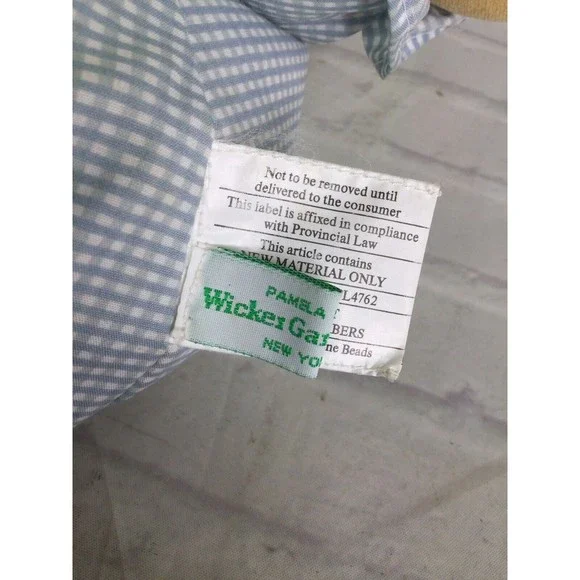 Not to be removed until
delivered to the consumer
This label is affixed in compliance
with Provincial Law
This article contains
NEW MATERIAL ONLY
L4762
BERS
ne Beads
PAMELA
Wicker Gar
NEW YO